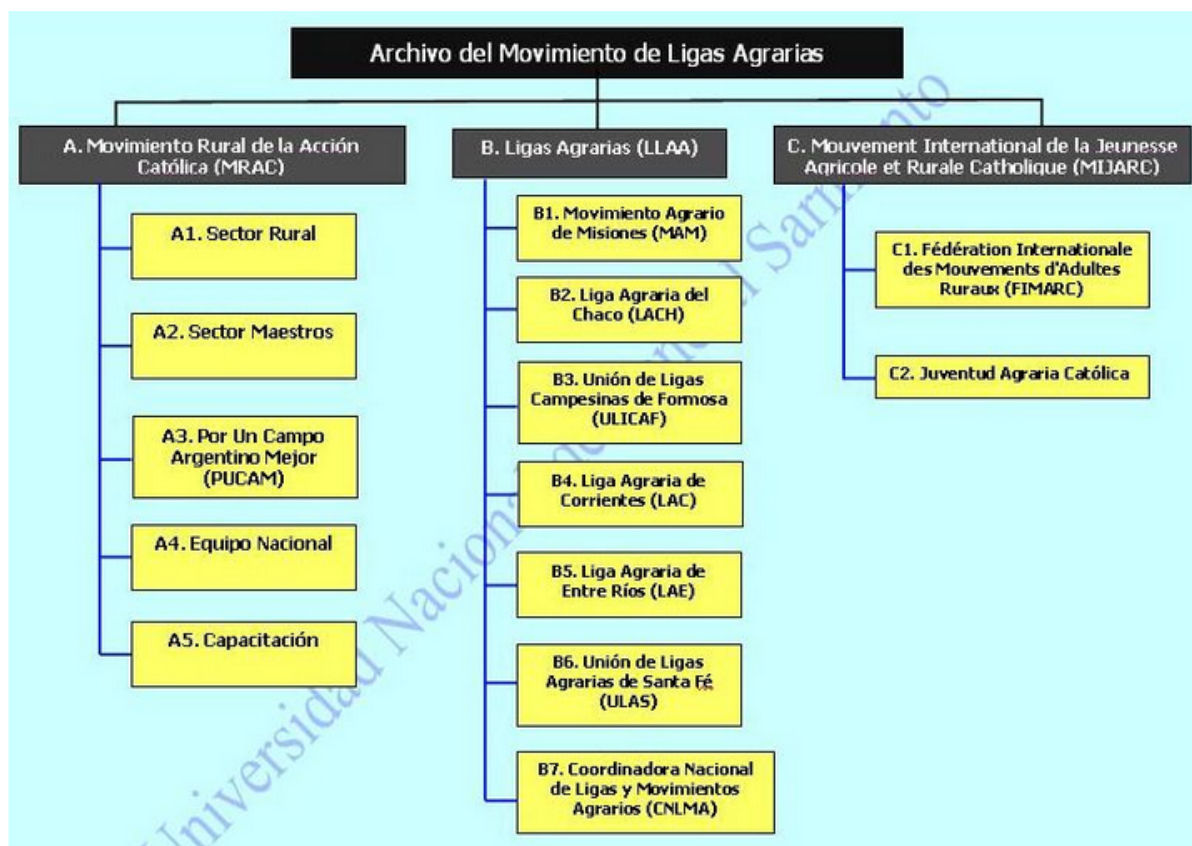 Archivo del Movimiento de Ligas Agrarias
A. Movimiento Rural de la Acción
Católica (MRAC)
A1. Sector Rural
A2. Sector Maestros
A3. Por Un Campo
Argentino Mejor
(PUCAM)
A4. Equipo Nacional
A5. Capacitación
B. Ligas Agrarias (LLAA)
B1. Movimiento Agrario
de Misiones (MAM)
B2. Liga Agraria del
Chaco (LACH)
B3. Unión de Ligas
Campesinas de Formosa
(ULICAF)
B4. Liga Agraria de
Corrientes (LAC)
B5. Liga Agraria de
Entre Ríos (LAE)
B6. Unión de Ligas
Agrarias de Santa Fé
(ULAS)
B7. Coordinadora Nacional
de Ligas y Movimientos
Agrarios (CNLMA)
C. Mouvement International de la Jeunesse
Agricole et Rurale Catholique (MIJARC)
C1. Fédération Internationale
des Mouvements d'Adultes
Ruraux (FIMARC)
C2. Juventud Agraria Católica
Universidad Nacional de